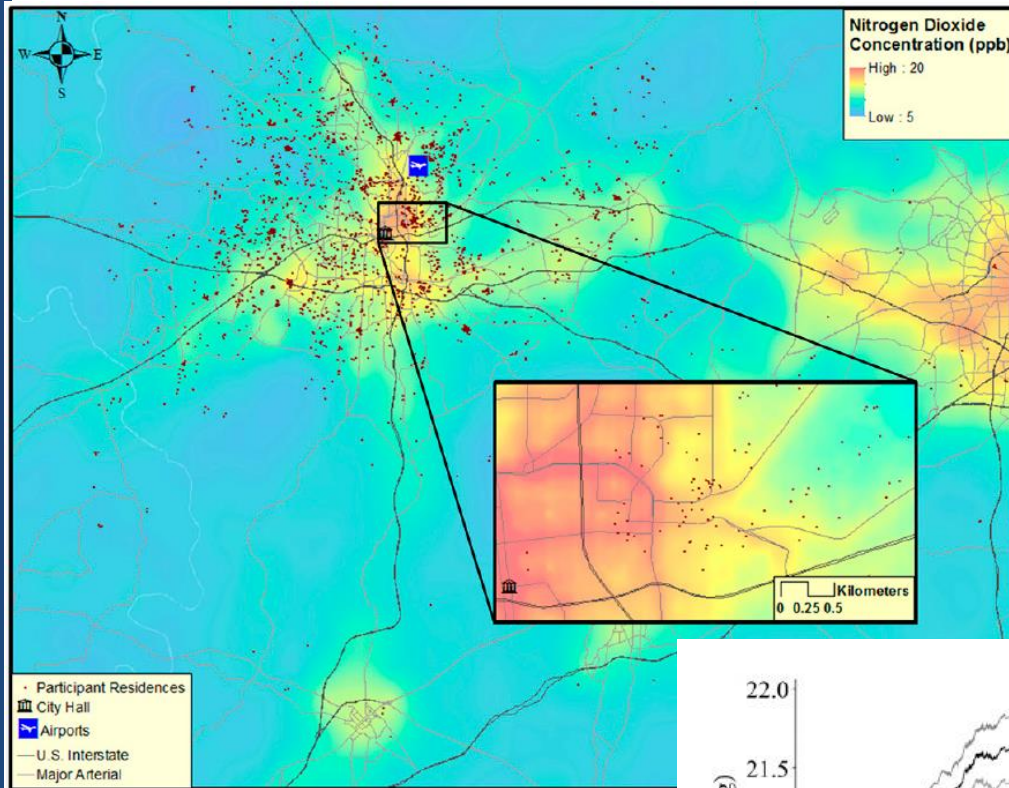 N
W E
S
Nitrogen Dioxide
Concentration (ppb)
High : 20
Low : 5
Kilometers
0 0.25 0.5
Participant Residences
City Hall
Airports
U.S. Interstate
Major Arterial
22.0
21.5